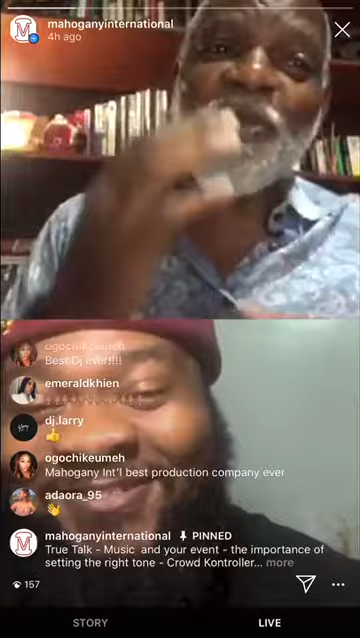 mahoganyinternational
4h ago
ogochikeumeh
Best Dj ever!!!!
emeraldkhien
dj.larry
ogochikeumeh
Mahogany Int'l best production company ever
adaora_95
mahoganyinternational PINNED
True Talk - Music and your event - the importance of
setting the right tone - Crowd Kontroller... more
157
STORY LIVE